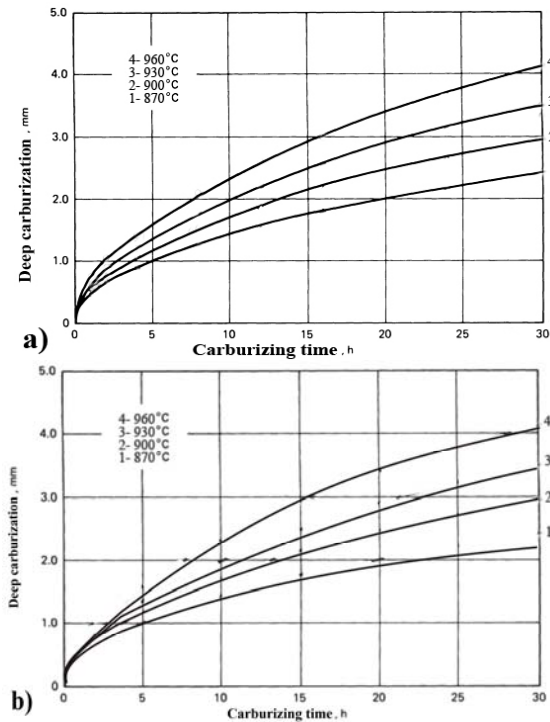 5.0
4- 960°C
3- 930°C
2- 900°C
1- 870°C
4.0
3.0
2.0
1.0
0
Deep carburization , mm
4
3
0 5 10 15 20 25 30
a)
Carburizing time , h
5.0
4- 960°C
3- 930°C
2- 900°C
1- 870°C
4.0
3.0
2.0
1.0
0
Deep carburization , mm
4
3
2
1
0 5 10 15 20 25 30
b)
Carburizing time , h